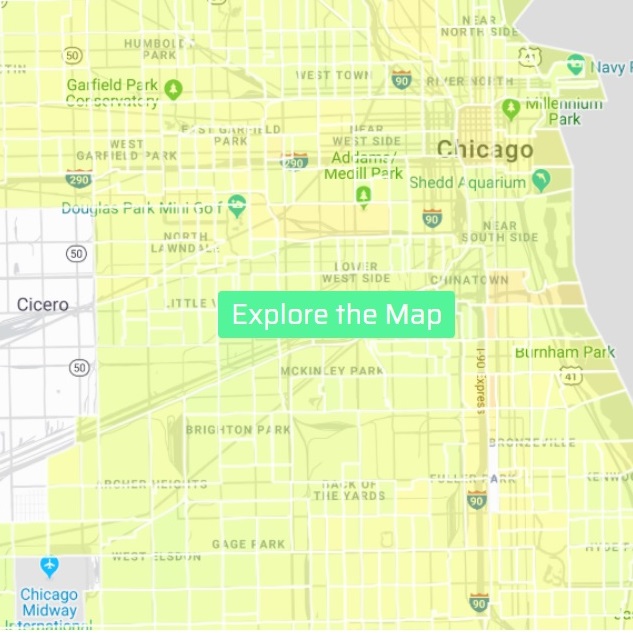 NEAR
NORTH SIDE
41
HUMBOLDT
PARK
50
Navy P
WEST TOWN
90
RIVER NORTH
Garfield Park
Conservatory
Millennium
Park
EAST GARFIELD
PARK
NEAR
WEST SIDE
WEST
GARFIELD PARK
Chicago
290
Addams/
Medill Park
290
Shedd Aquarium
Douglas Park Mini Golf
90
NEAR
SOUTH SIDE
NORTH
LAWNDALE
50
LOWER
WEST SIDE
CHINATOWN
Cicero
LITTLE V
Explore the Map
Burnham Park
I-90 Express
50
MCKINLEY PARK
41
BRIGHTON PARK
BRONZEVILLE
ARCHER HEIGHTS
BACK OF
THE YARDS
FULLER PARK
KENWO
90
GAGE PARK
HYDE P
WEST ELSDON
Chicago
Midway
International
90